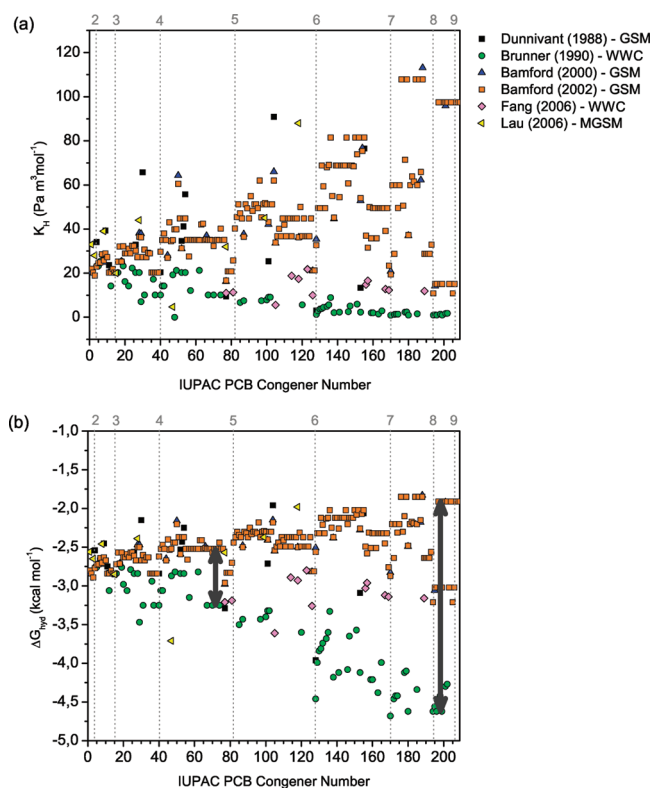 (a)
2 3 4 5 6 7 8 9
120
100
80
60
40
20
0
K_H (Pa m³mol⁻¹)
0 20 40 60 80 100 120 140 160 180 200
IUPAC PCB Congener Number
Dunnivant (1988) - GSM
Brunner (1990) - WWC
Bamford (2000) - GSM
Bamford (2002) - GSM
Fang (2006) - WWC
Lau (2006) - MGSM
(b)
2 3 4 5 6 7 8 9
-1,0
-1,5
-2,0
-2,5
-3,0
-3,5
-4,0
-4,5
-5,0
ΔG_hyd (kcal mol⁻¹)
0 20 40 60 80 100 120 140 160 180 200
IUPAC PCB Congener Number